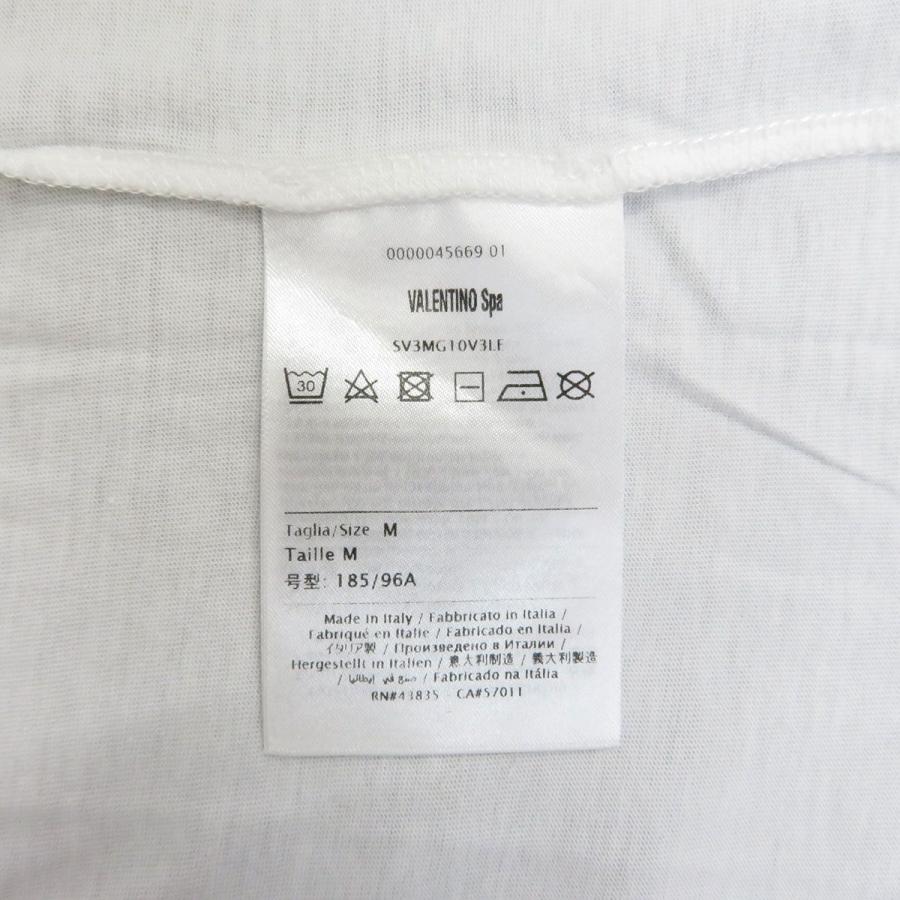 0000045669 01
VALENTINO Spa
SV3MG10V3LE
30
Taglia/Size M
Taille M
号型: 185/96A
Made in Italy / Fabbricato in Italia /
Fabriqué en Italie / Fabricado en Italia /
イタリア製 / Произведено в Италии /
Hergestellt in Italien / 意大利制造 / 義大利製造
/ صنع في إيطاليا / Fabricado na Itália
RN#43835 - CA#57011